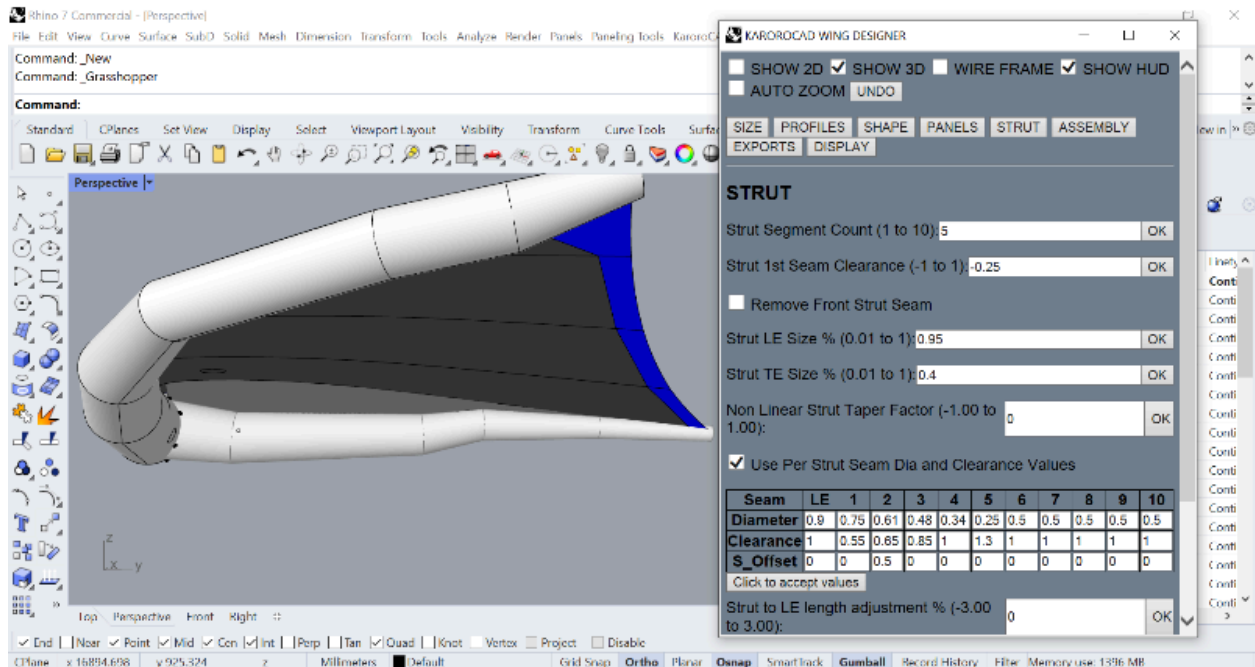 Rhino 7 Commercial - [Perspective]
File Edit View Curve Surface SubD Solid Mesh Dimension Transform Tools Analyze Render Panels Paneling Tools
Command: _New
Command: _Grasshopper
Command:
Standard CPlanes Set View Display Select Viewport Layout Visibility Transform Curve Tools
Perspective
z
x y
Top Perspective Front Right
End Near Point Mid Cen Int Perp Tan Quad Knot Vertex Project Disable
CPlane x 16894.698 y 925.324 z Millimeters Default Grid Snap Ortho Planar Osnap SmartTrack Gumball Record History Filter Memory use: 1396 MB
KAROROCAD WING DESIGNER
SHOW 2D SHOW 3D WIRE FRAME SHOW HUD
AUTO ZOOM UNDO
SIZE PROFILES SHAPE PANELS STRUT ASSEMBLY
EXPORTS DISPLAY
STRUT
Strut Segment Count (1 to 10): 5 OK
Strut 1st Seam Clearance (-1 to 1): -0.25 OK
Remove Front Strut Seam
Strut LE Size % (0.01 to 1): 0.95 OK
Strut TE Size % (0.01 to 1): 0.4 OK
Non Linear Strut Taper Factor (-1.00 to
1.00): 0 OK
Use Per Strut Seam Dia and Clearance Values
Seam LE 1 2 3 4 5 6 7 8 9 10
Diameter 0.9 0.75 0.61 0.48 0.34 0.25 0.5 0.5 0.5 0.5 0.5
Clearance 1 0.55 0.65 0.85 1 1.3 1 1 1 1 1
S_Offset 0 0 0.5 0 0 0 0 0 0 0 0
Click to accept values
Strut to LE length adjustment % (-3.00
to 3.00): 0 OK